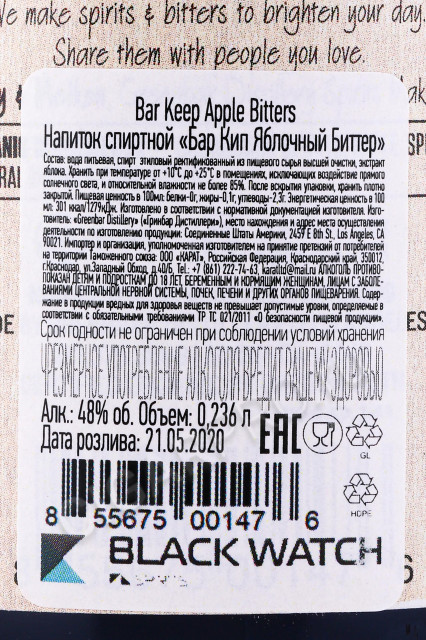 We make spirits & bitters to brighten your day.
Share them with people you love.
Bar Keep Apple Bitters
Напиток спиртной «Бар Кип Яблочный Биттер»
Состав: вода питьевая, спирт этиловый ректификованный из пищевого сырья высшей очистки, экстракт
яблока. Хранить при температуре от +10°С до +25°С в помещениях, исключающих воздействие прямого
солнечного света, и относительной влажности не более 85%. После вскрытия упаковки, хранить плотно
закрытой. Пищевая ценность в 100мл: белки-0г, жиры-0,1г, углеводы-2,3г. Энергетическая ценность в 100
мл: 301 ккал/1279кДж. Изготовлено в соответствии с нормативной документацией изготовителя. Изго-
товитель: «Greenbar Distillery» («Гринбар Дистиллери»), место нахождения и адрес места осуществления
деятельности по изготовлению продукции: Соединенные Штаты Америки, 2459 E 8th St., Los Angeles, CA
90021. Импортер и организация, уполномоченная изготовителем на принятие претензий от потребителей
на территории Таможенного союза: ООО «КАРАТ», Российская Федерация, Краснодарский край, 350012,
г.Краснодар, ул.Западный Обход, д.40/5, Tel.: +7 (861) 222-74-63, karatltd@mail.ru АЛКОГОЛЬ ПРОТИВО-
ПОКАЗАН ДЕТЯМ И ПОДРОСТКАМ ДО 18 ЛЕТ, БЕРЕМЕННЫМ И КОРМЯЩИМ ЖЕНЩИНАМ, ЛИЦАМ С ЗАБОЛЕ-
ВАНИЯМИ ЦЕНТРАЛЬНОЙ НЕРВНОЙ СИСТЕМЫ, ПОЧЕК, ПЕЧЕНИ И ДРУГИХ ОРГАНОВ ПИЩЕВАРЕНИЯ. Содер-
жание в продукции вредных для здоровья веществ не превышает допустимые уровни, определяемые в
соответствии с обязательными требованиями ТР ТС 021/2011 «О безопасности пищевой продукции».
Срок годности не ограничен при соблюдении условий хранения
ЧРЕЗМЕРНОЕ УПОТРЕБЛЕНИЕ АЛКОГОЛЯ ВРЕДИТ ВАШЕМУ ЗДОРОВЬЮ
Алк.: 48% об. Объем: 0,236 л
Дата розлива: 21.05.2020
EAC
GL
HDPE
8 55675 00147 6
BLACK WATCH
SPIRITS